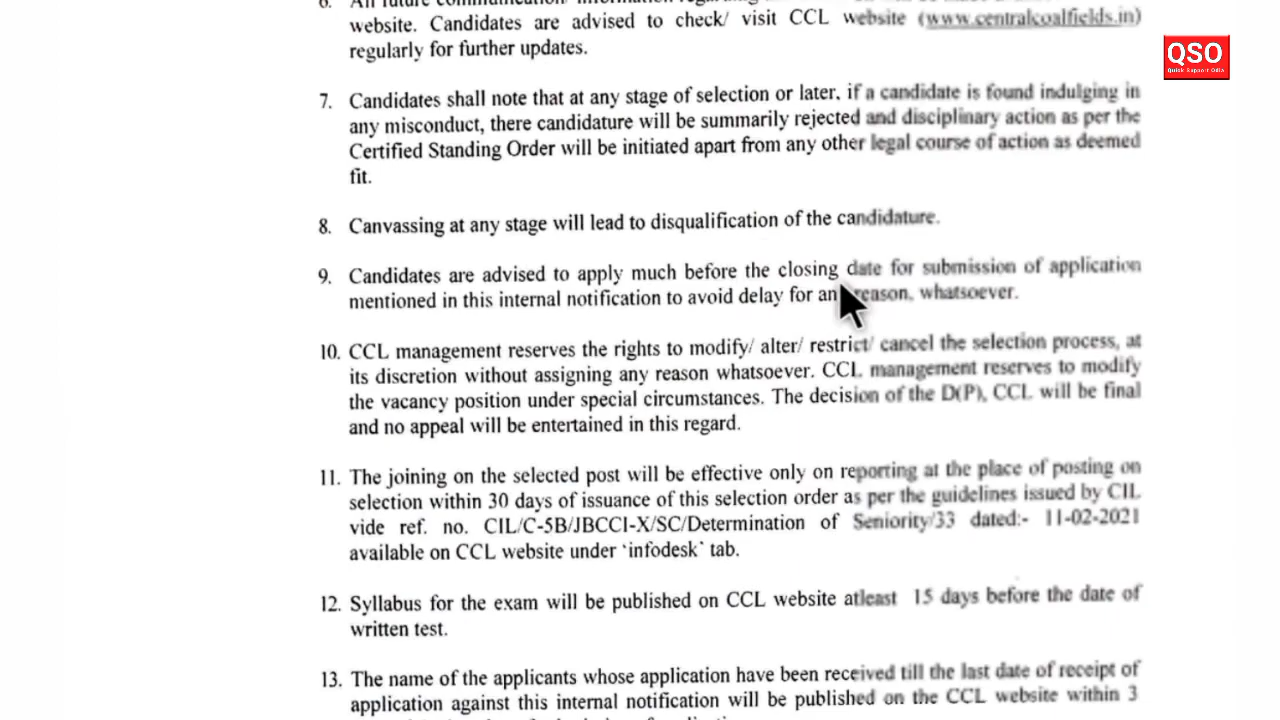 website. Candidates are advised to check/ visit CCL website (www.centralcoalfields.in)
regularly for further updates.
QSO
Quick Support Odia
7. Candidates shall note that at any stage of selection or later, if a candidate is found indulging in
any misconduct, there candidature will be summarily rejected and disciplinary action as per the
Certified Standing Order will be initiated apart from any other legal course of action as deemed
fit.
8. Canvassing at any stage will lead to disqualification of the candidature.
9. Candidates are advised to apply much before the closing date for submission of application
mentioned in this internal notification to avoid delay for an reason, whatsoever.
10. CCL management reserves the rights to modify/ alter/ restrict/ cancel the selection process, at
its discretion without assigning any reason whatsoever. CCL management reserves to modify
the vacancy position under special circumstances. The decision of the D(P), CCL will be final
and no appeal will be entertained in this regard.
11. The joining on the selected post will be effective only on reporting at the place of posting on
selection within 30 days of issuance of this selection order as per the guidelines issued by CIL
vide ref. no. CIL/C-5B/JBCCI-X/SC/Determination of Seniority/33 dated:- 11-02-2021
available on CCL website under `infodesk` tab.
12. Syllabus for the exam will be published on CCL website atleast 15 days before the date of
written test.
13. The name of the applicants whose application have been received till the last date of receipt of
application against this internal notification will be published on the CCL website within 3